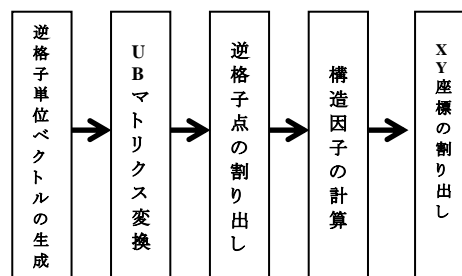 逆格子単位ベクトルの生成
UBマトリクス変換
逆格子点の割り出し
構造因子の計算
XY座標の割り出し